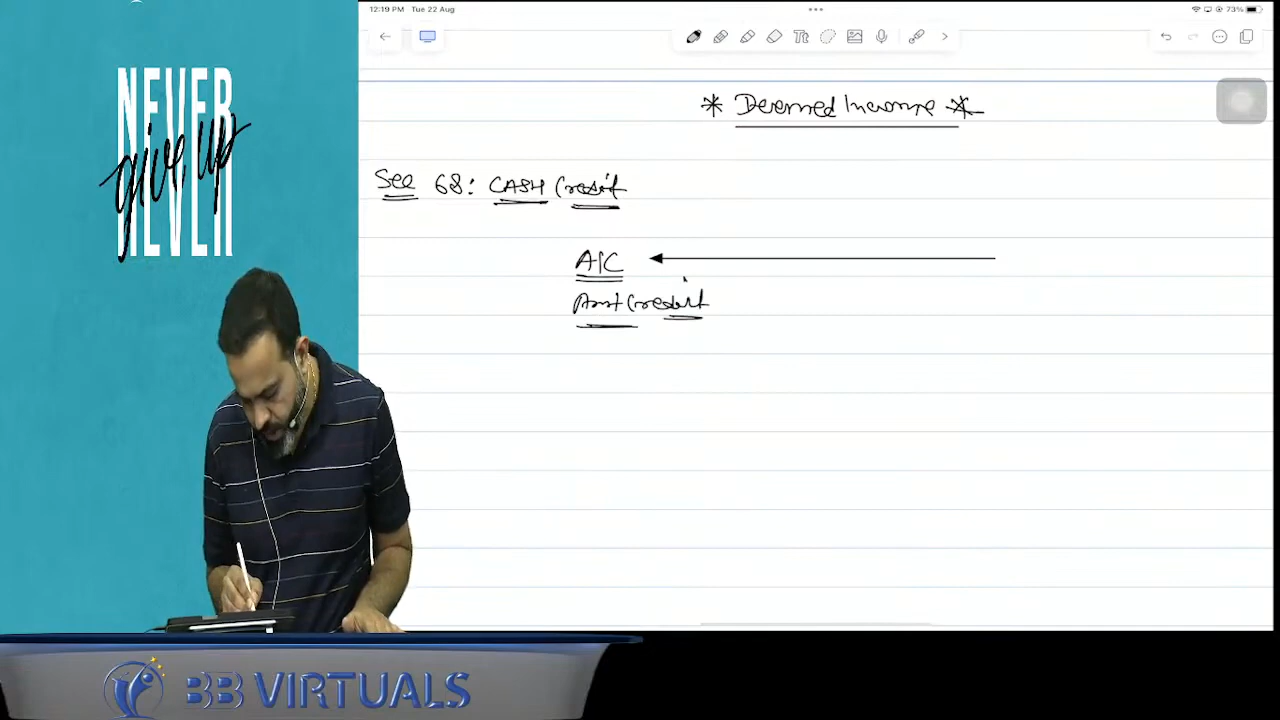 12:19 PM Tue 22 Aug
73%
NEVER
give up
NEVER
* Deemed Income *
Sec 68: CASH Credit
A/C
Amt Credit
BB VIRTUALS